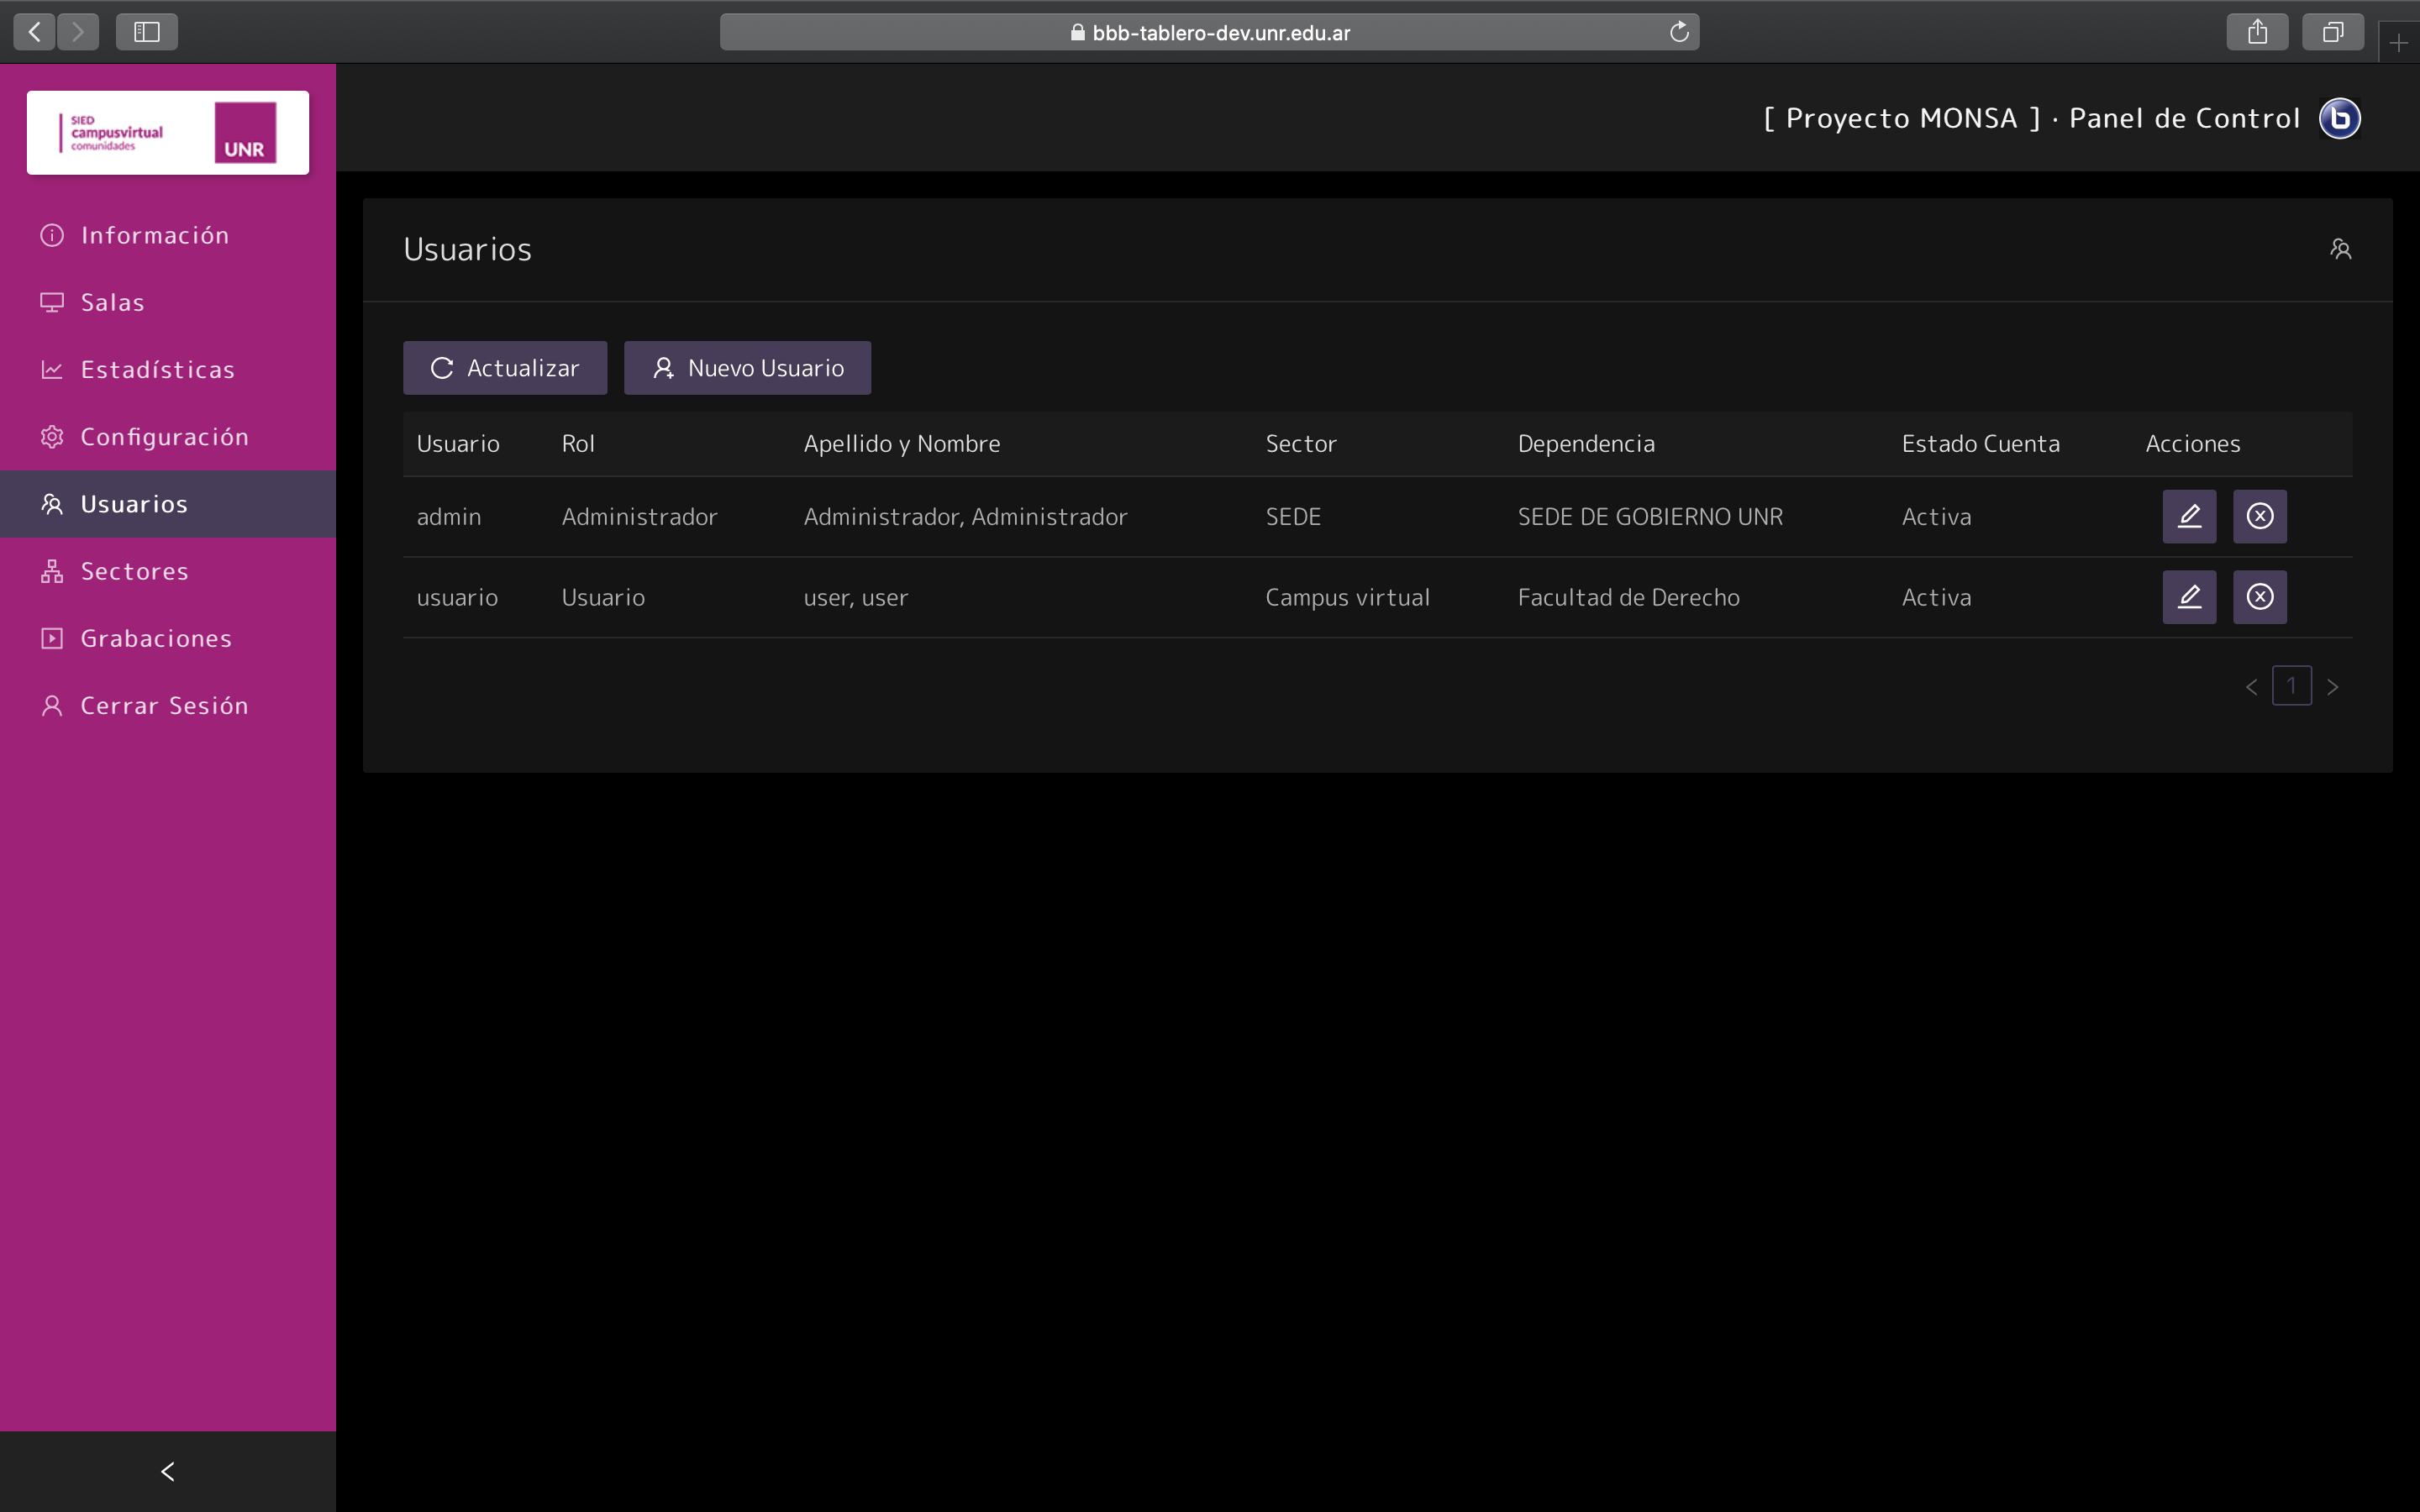 bbb-tablero-dev.unr.edu.ar
SIED
campusvirtual
comunidades
UNR
[ Proyecto MONSA ] · Panel de Control
Información
Salas
Estadísticas
Configuración
Usuarios
Sectores
Grabaciones
Cerrar Sesión
Usuarios
Actualizar Nuevo Usuario
Usuario Rol Apellido y Nombre Sector Dependencia Estado Cuenta Acciones
admin Administrador Administrador, Administrador SEDE SEDE DE GOBIERNO UNR Activa
usuario Usuario user, user Campus virtual Facultad de Derecho Activa
< 1 >